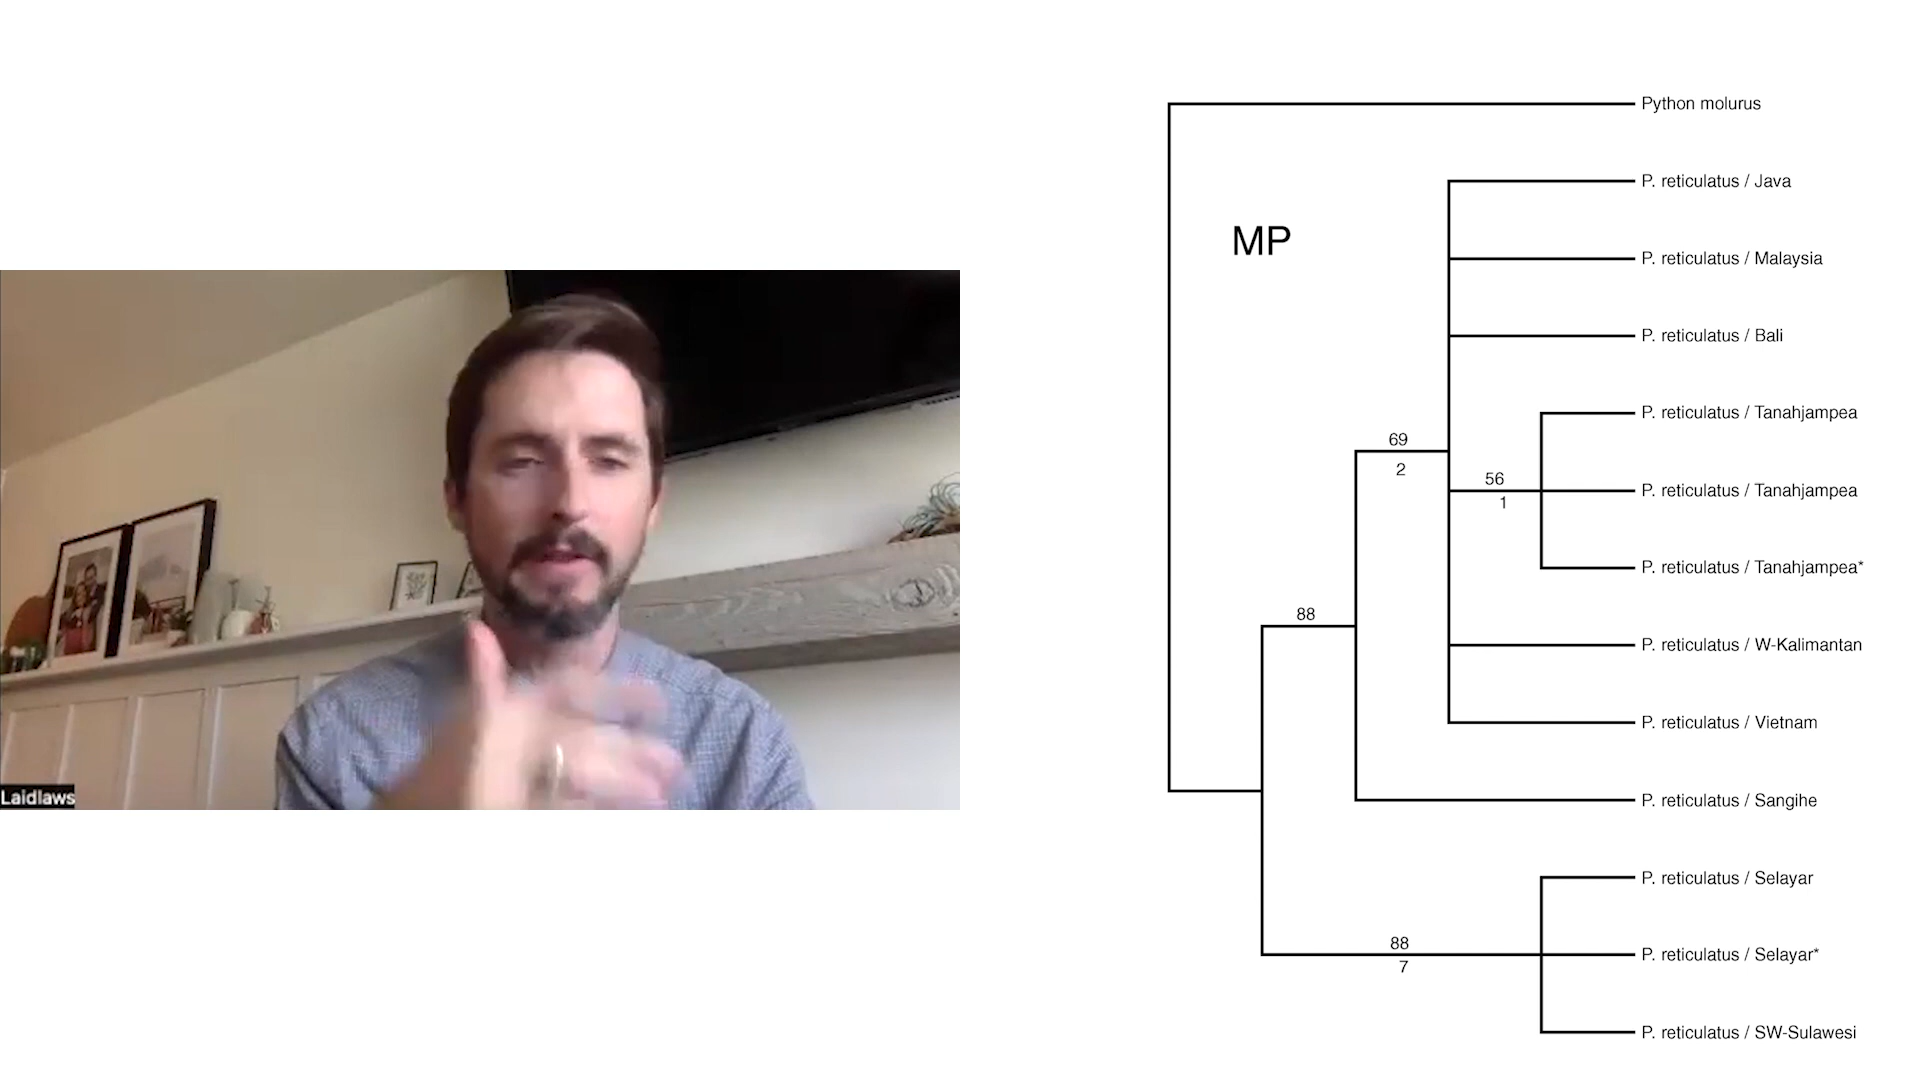 Laidlaws
MP
Python molurus
P. reticulatus / Java
P. reticulatus / Malaysia
P. reticulatus / Bali
P. reticulatus / Tanahjampea
69
2
56
1
P. reticulatus / Tanahjampea
P. reticulatus / Tanahjampea*
88
P. reticulatus / W-Kalimantan
P. reticulatus / Vietnam
P. reticulatus / Sangihe
P. reticulatus / Selayar
88
7
P. reticulatus / Selayar*
P. reticulatus / SW-Sulawesi